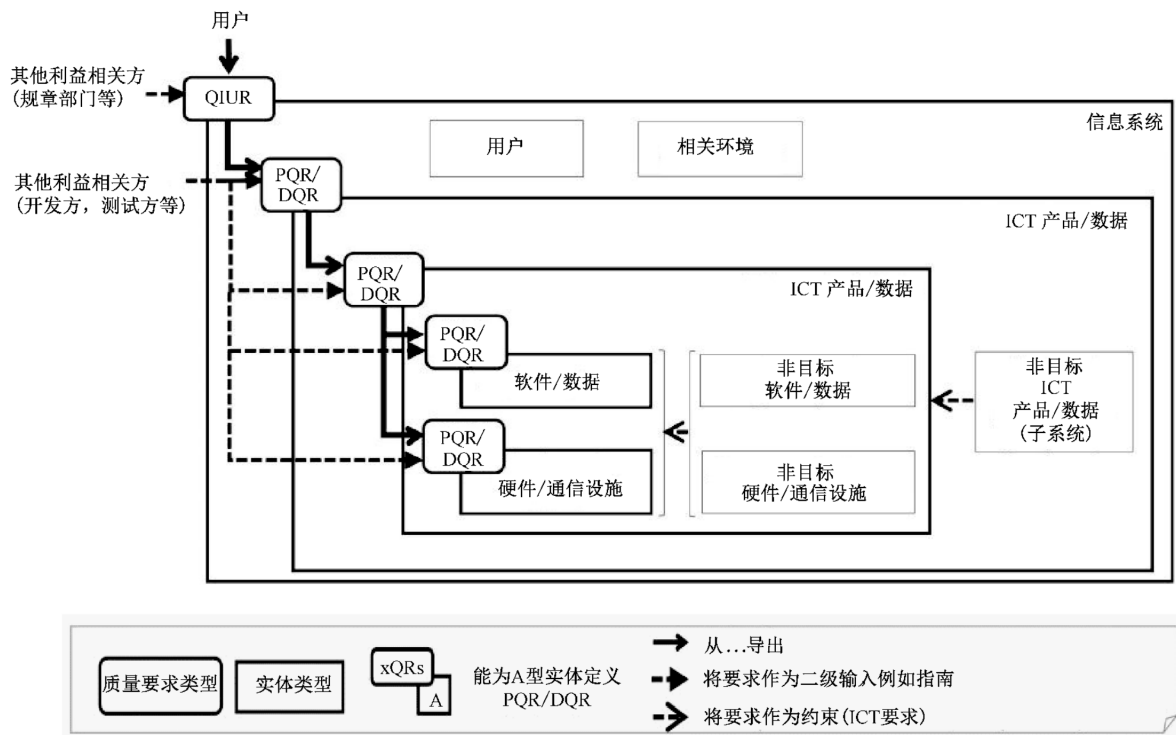 用户
其他利益相关方
(规章部门等)
QIUR
信息系统
用户
相关环境
其他利益相关方
(开发方，测试方等)
PQR/
DQR
ICT 产品/数据
PQR/
DQR
ICT 产品/数据
PQR/
DQR
软件/数据
非目标
软件/数据
非目标
ICT
产品/数据
(子系统)
PQR/
DQR
硬件/通信设施
非目标
硬件/通信设施
质量要求类型
实体类型
xQRs
A
能为A型实体定义
PQR/DQR
从…导出
将要求作为二级输入例如指南
将要求作为约束(ICT要求)